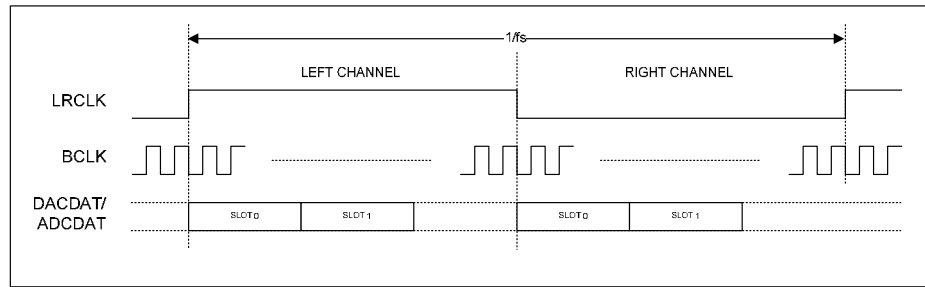 1/fs
LEFT CHANNEL
RIGHT CHANNEL
LRCLK
BCLK
DACDAT/
ADCDAT
SLOT 0
SLOT 1
SLOT 0
SLOT 1